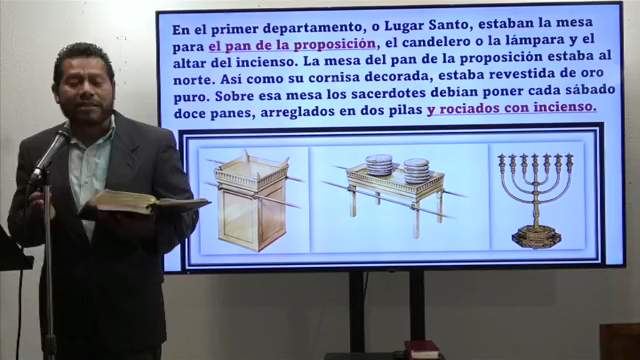 En el primer departamento, o Lugar Santo, estaban la mesa
para el pan de la proposición, el candelero o la lámpara y el
altar del incienso. La mesa del pan de la proposición estaba al
norte. Así como su cornisa decorada, estaba revestida de oro
puro. Sobre esa mesa los sacerdotes debían poner cada sábado
doce panes, arreglados en dos pilas y rociados con incienso.